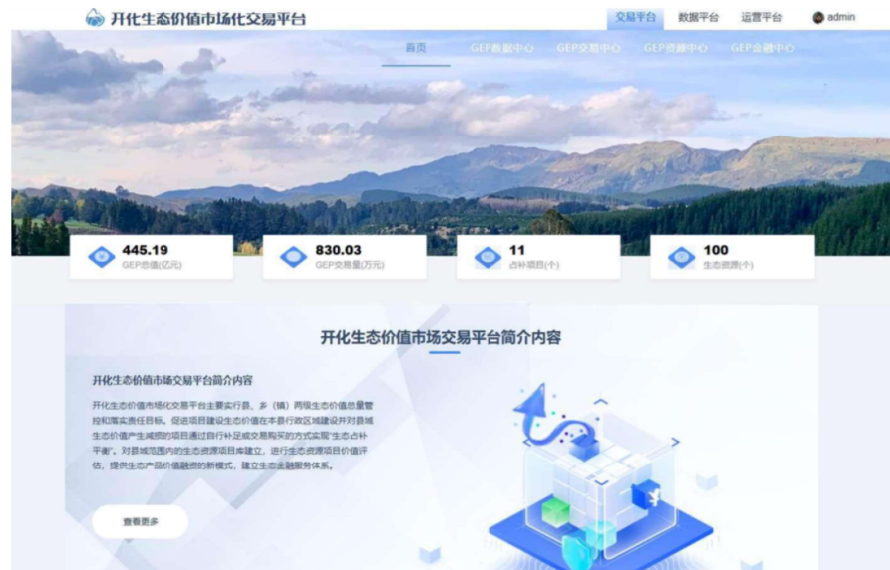 开化生态价值市场化交易平台
交易平台 数据平台 运营平台 admin
首页 GEP数据中心 GEP交易中心 GEP资源中心 GEP金融中心
445.19
GEP总值(亿元)
830.03
GEP交易量(万元)
11
占补项目(个)
100
生态资源(个)
开化生态价值市场交易平台简介内容
开化生态价值市场交易平台简介内容
开化生态价值市场化交易平台主要实行县、乡（镇）两级生态价值总量管
控和落实责任目标，促进项目建设生态价值在本县行政区域建设并对县域
生态价值产生减损的项目通过自行补足或交易购买的方式实现“生态占补
平衡”。对县域范围内的生态资源项目库建立，进行生态资源项目价值评
估，提供生态产品价值融资的新模式，建立生态金融服务体系。
查看更多